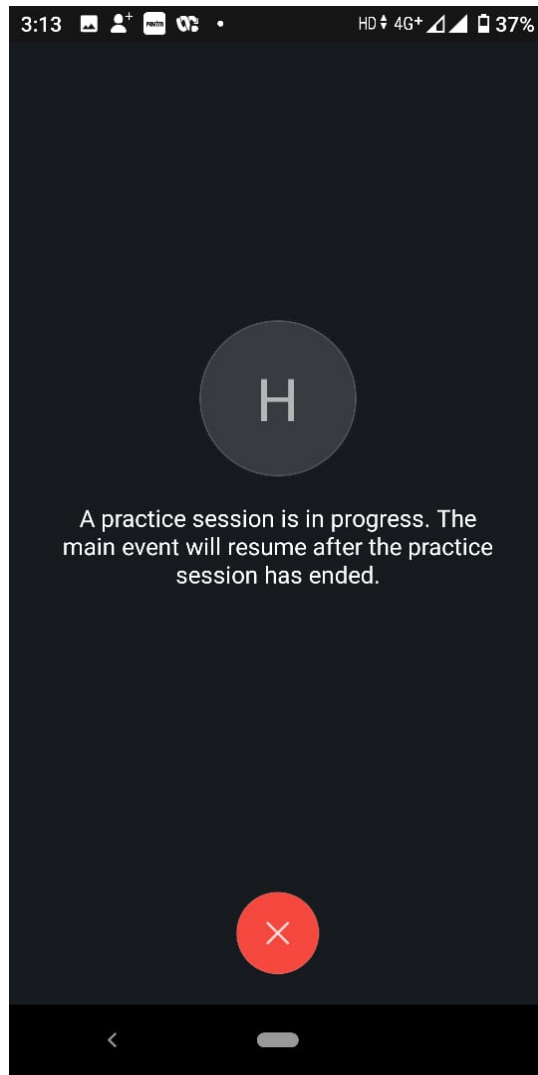 3:13 HD 4G+ 37%
H
A practice session is in progress. The
main event will resume after the practice
session has ended.